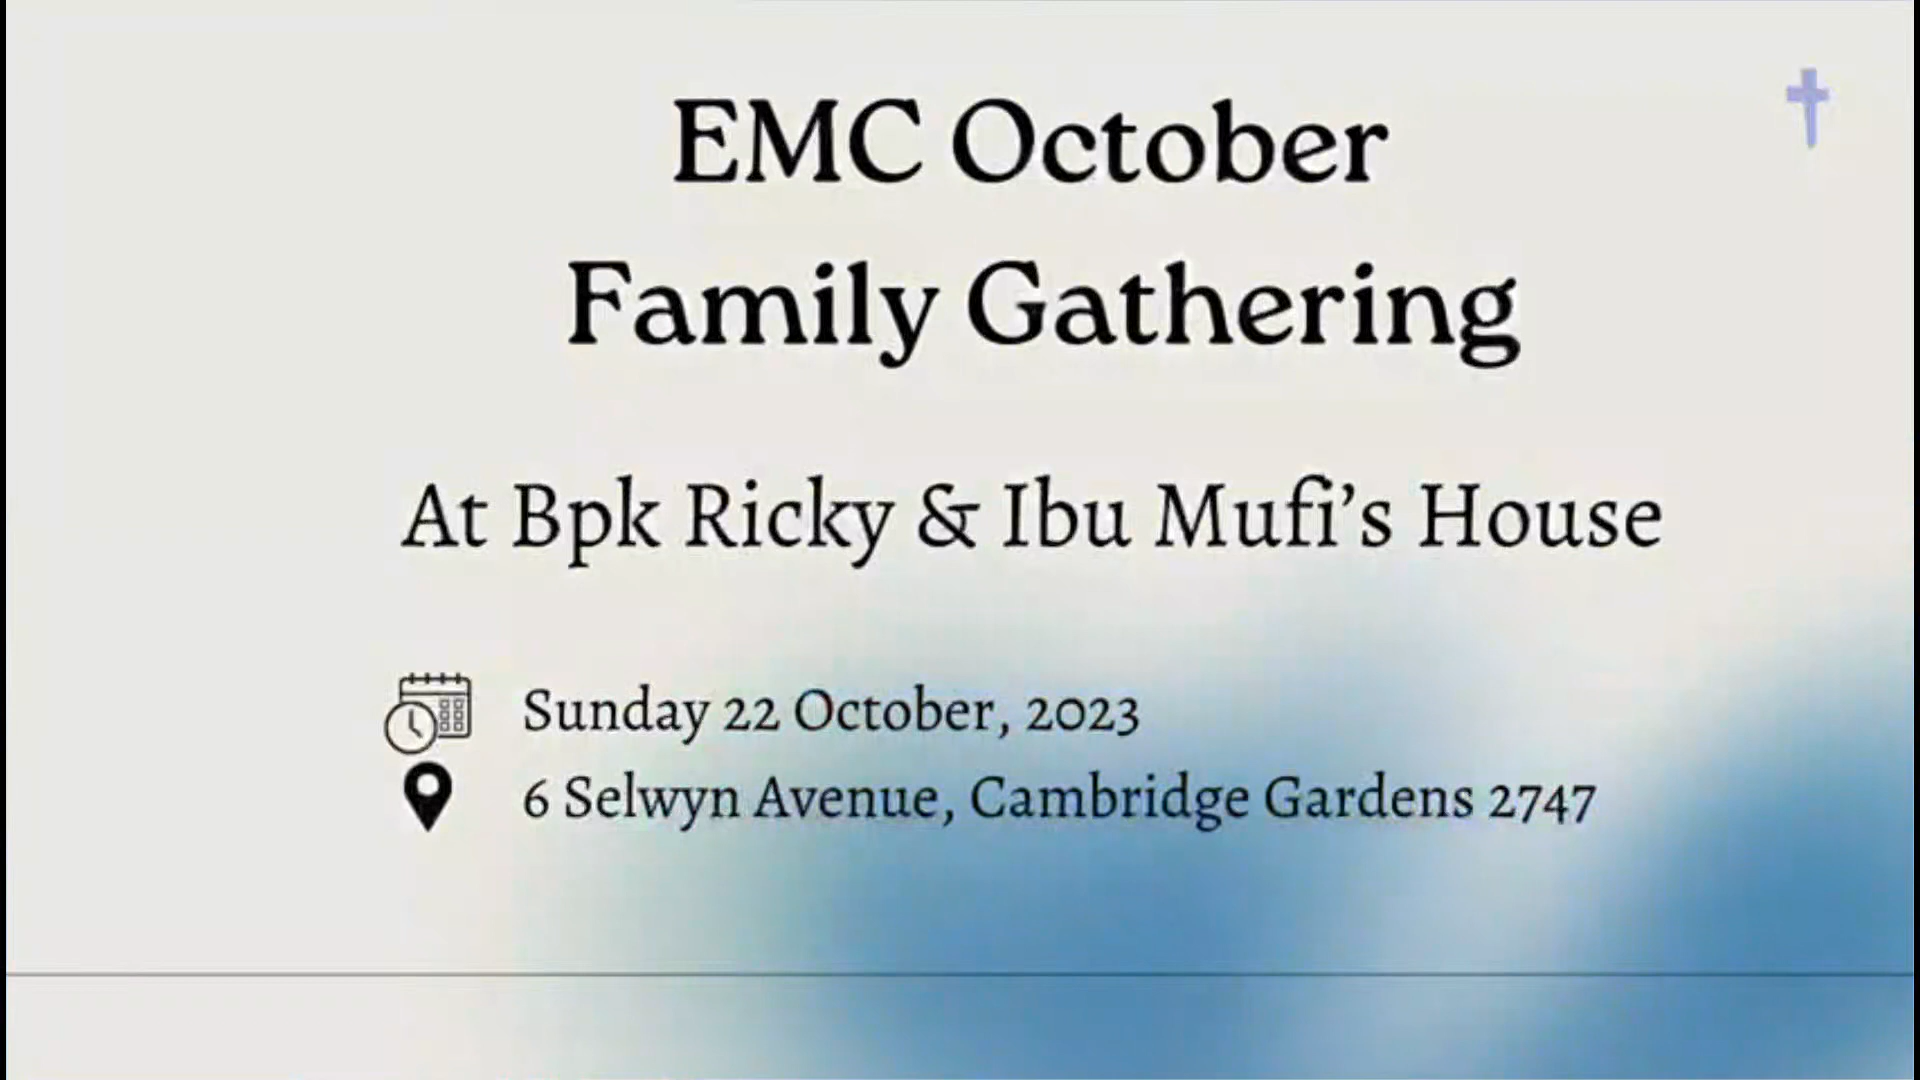 EMC October
Family Gathering
At Bpk Ricky & Ibu Mufi’s House
Sunday 22 October, 2023
6 Selwyn Avenue, Cambridge Gardens 2747